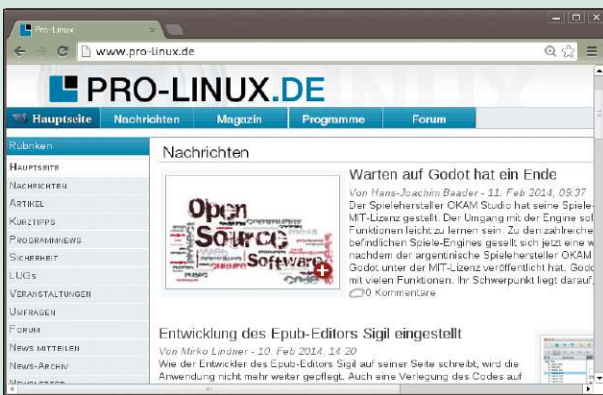 Pro-Linux
www.pro-linux.de
PRO-LINUX.DE
Hauptseite Nachrichten Magazin Programme Forum
Rubriken
HAUPTSEITE
NACHRICHTEN
ARTIKEL
KURZTIPPS
PROGRAMMNEWS
SICHERHEIT
LUGS
VERANSTALTUNGEN
UMFRAGEN
FORUM
NEWS MITTEILEN
NEWS-ARCHIV
NEWSLETTER
Nachrichten
Open
Source
Software
Warten auf Godot hat ein Ende
Von Hans-Joachim Baader - 11. Feb 2014, 09:37
Der Spielehersteller OKAM Studio hat seine Spiele-
MIT-Lizenz gestellt. Der Umgang mit der Engine sol
Funktionen leicht zu lernen sein. Zu den zahlreiche
befindlichen Spiele-Engines gesellt sich jetzt eine w
nachdem der argentinische Spielehersteller OKAM
Godot unter der MIT-Lizenz veröffentlicht hat. Godo
mit vielen Funktionen. Ihr Schwerpunkt liegt darauf,
0 Kommentare
Entwicklung des Epub-Editors Sigil eingestellt
Von Mirko Lindner - 10. Feb 2014, 14:20
Wie der Entwickler des Epub-Editors Sigil auf seiner Seite schreibt, wird die
Anwendung nicht mehr weiter gepflegt. Auch eine Verlegung des Codes auf